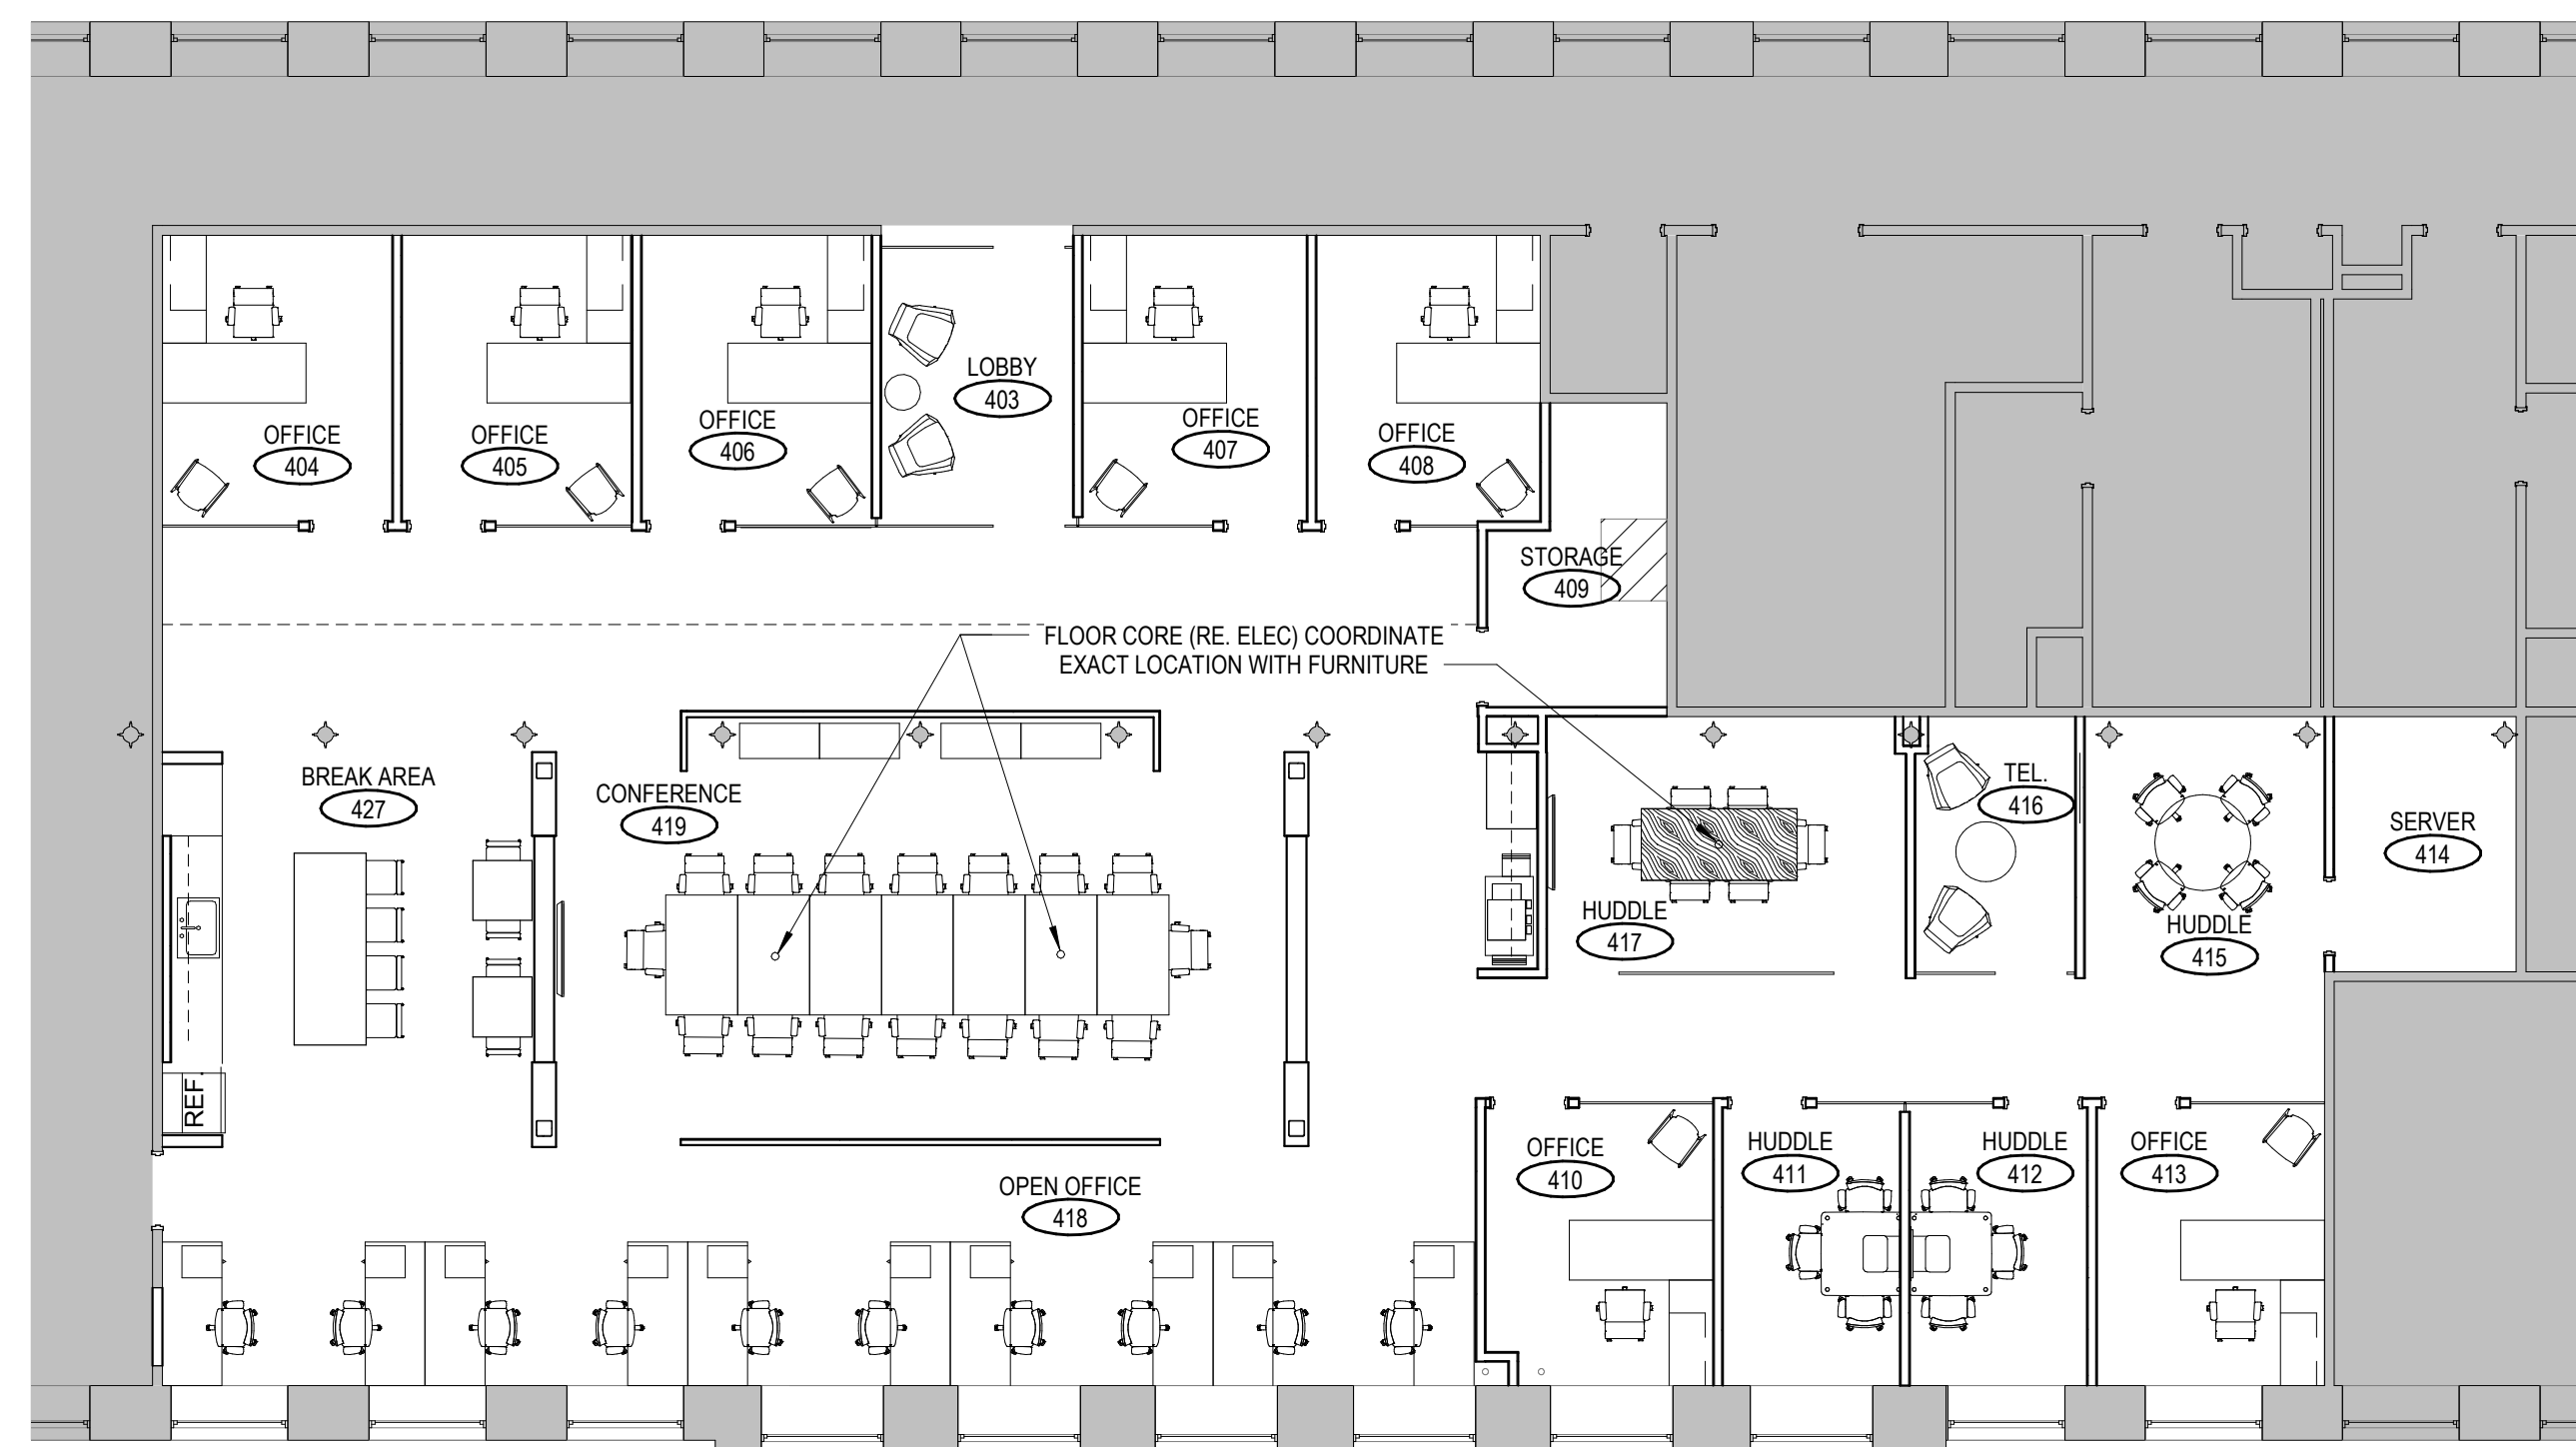 LOBBY
403
OFFICE
404
OFFICE
405
OFFICE
406
OFFICE
407
OFFICE
408
STORAGE
409
FLOOR CORE (RE. ELEC) COORDINATE
EXACT LOCATION WITH FURNITURE
BREAK AREA
427
CONFERENCE
419
HUDDLE
417
TEL.
416
HUDDLE
415
SERVER
414
REF.
OPEN OFFICE
418
OFFICE
410
HUDDLE
411
HUDDLE
412
OFFICE
413